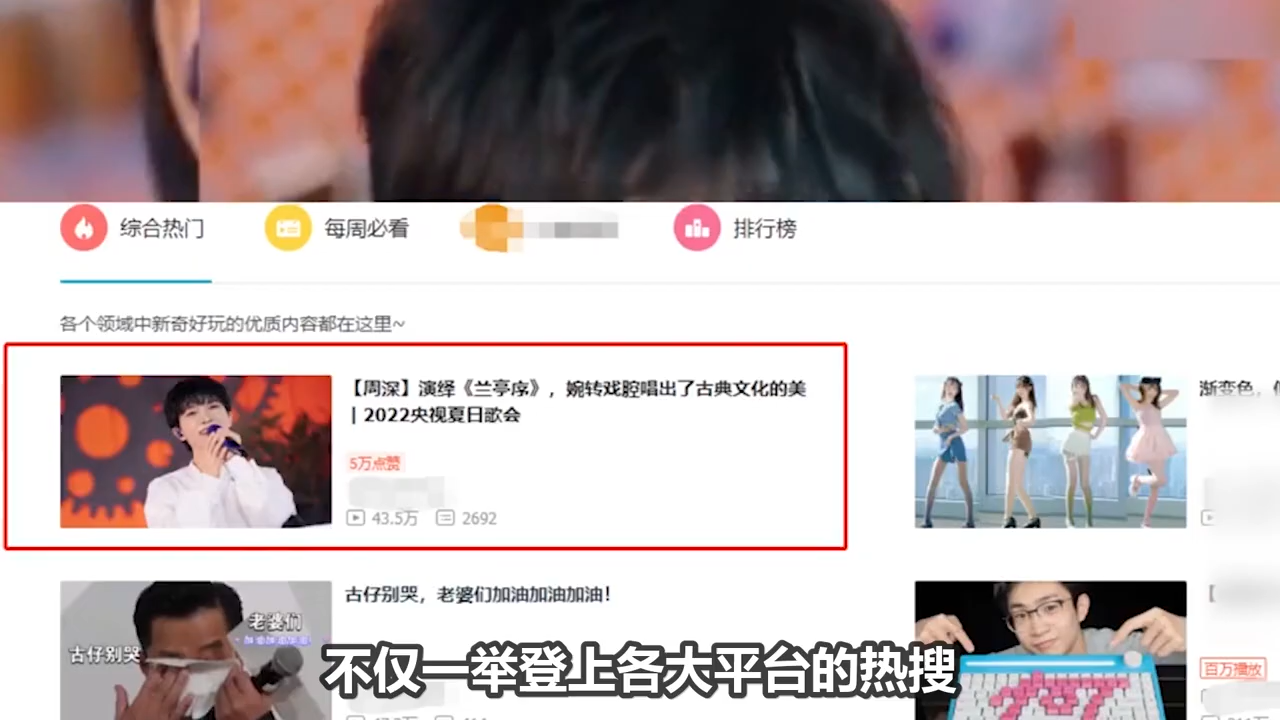 综合热门
每周必看
排行榜
各个领域中新奇好玩的优质内容都在这里~
【周深】演绎《兰亭序》，婉转戏腔唱出了古典文化的美
| 2022央视夏日歌会
5万点赞
43.5万
2692
渐变色，
古仔别哭，老婆们加油加油加油！
老婆们
古仔别哭
【
百万播放
不仅一举登上各大平台的热搜